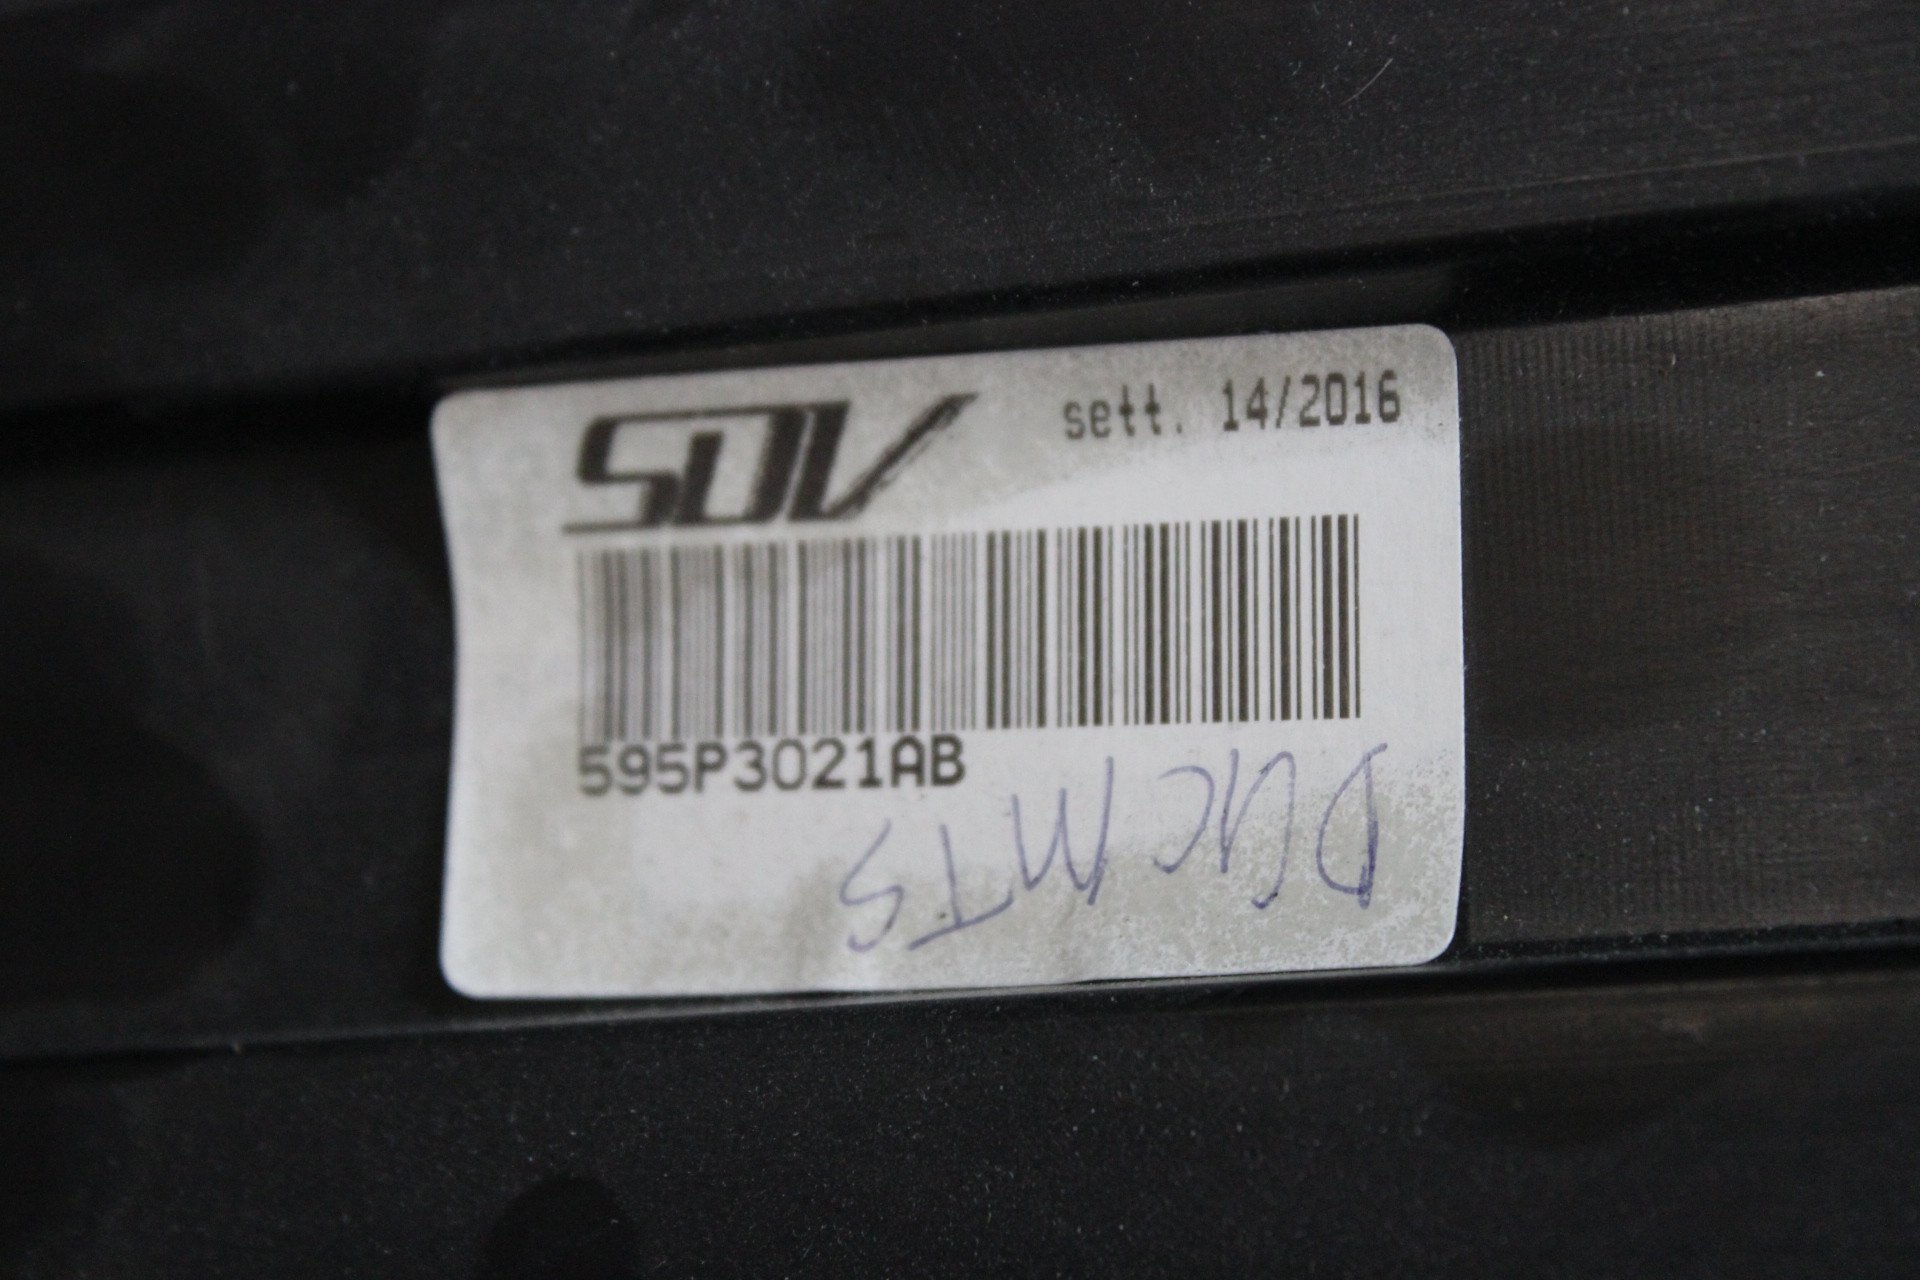 SDV
sett. 14/2016
595P3021AB
DUC MTS